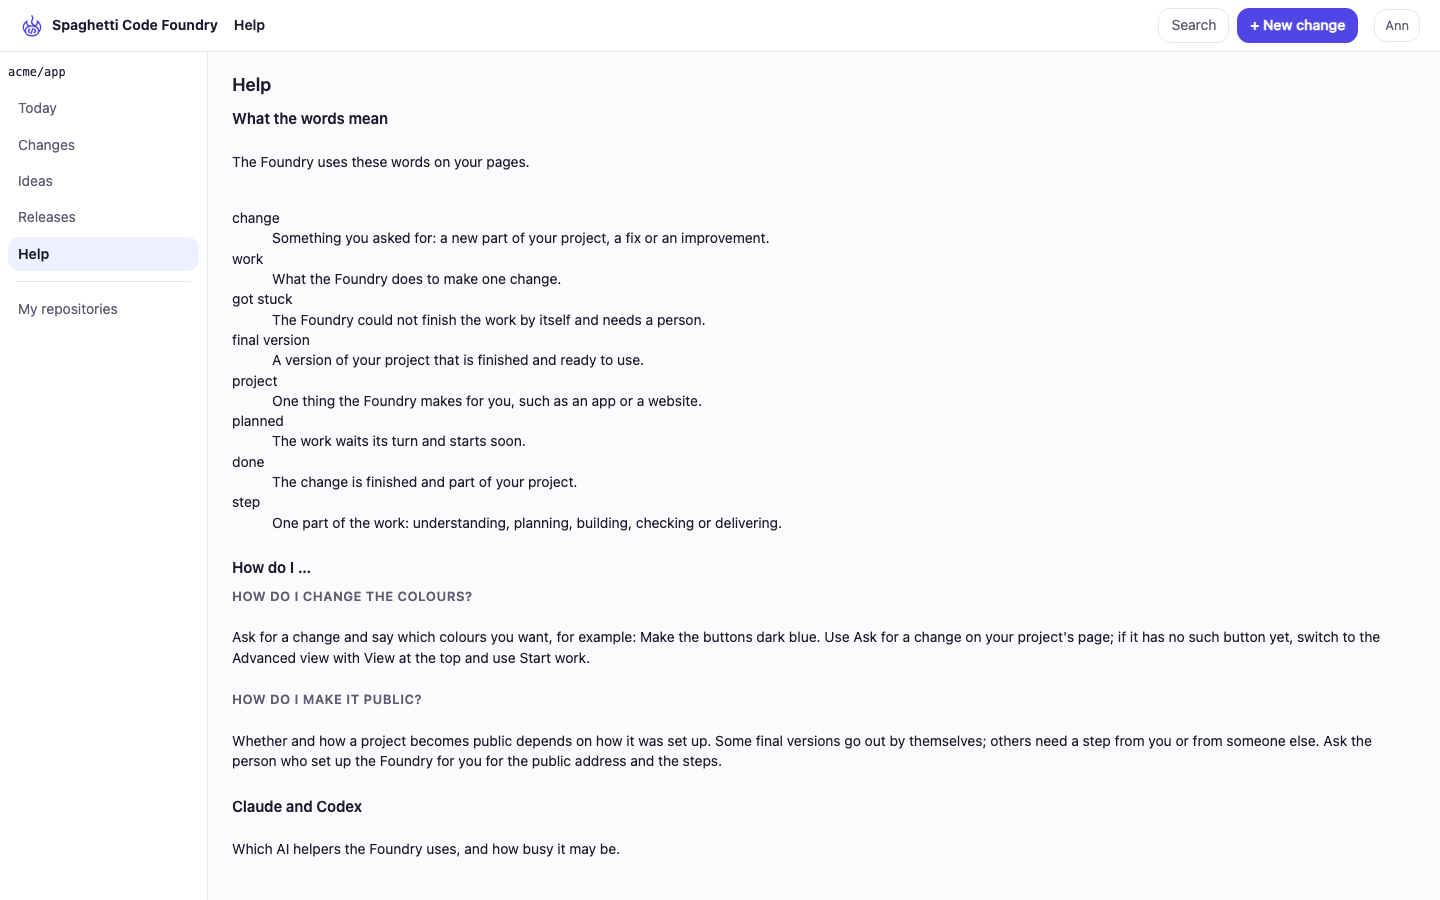 Spaghetti Code Foundry
Help
Search
+ New change
Ann
acme/app
Today
Changes
Ideas
Releases
Help
My repositories
Help
What the words mean
The Foundry uses these words on your pages.
change
Something you asked for: a new part of your project, a fix or an improvement.
work
What the Foundry does to make one change.
got stuck
The Foundry could not finish the work by itself and needs a person.
final version
A version of your project that is finished and ready to use.
project
One thing the Foundry makes for you, such as an app or a website.
planned
The work waits its turn and starts soon.
done
The change is finished and part of your project.
step
One part of the work: understanding, planning, building, checking or delivering.
How do I ...
HOW DO I CHANGE THE COLOURS?
Ask for a change and say which colours you want, for example: Make the buttons dark blue. Use Ask for a change on your project's page; if it has no such button yet, switch to the
Advanced view with View at the top and use Start work.
HOW DO I MAKE IT PUBLIC?
Whether and how a project becomes public depends on how it was set up. Some final versions go out by themselves; others need a step from you or from someone else. Ask the
person who set up the Foundry for you for the public address and the steps.
Claude and Codex
Which AI helpers the Foundry uses, and how busy it may be.